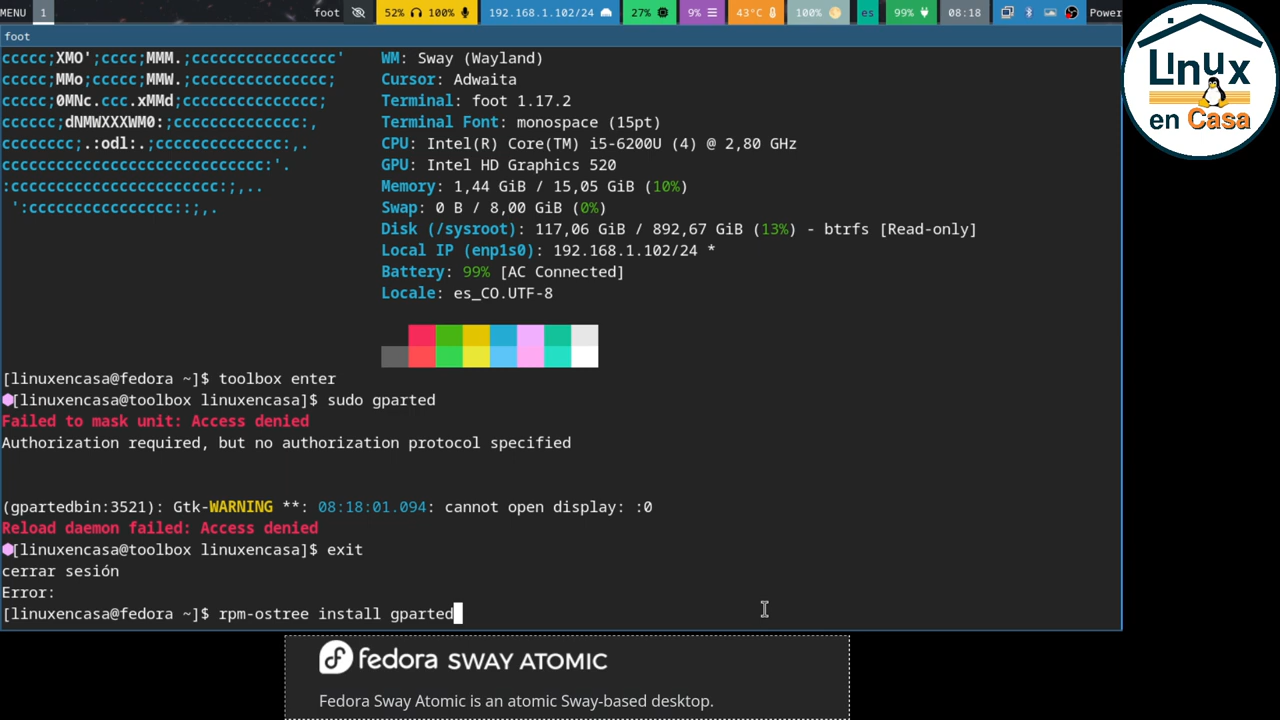 MENU 1 foot 52% 100% 192.168.1.102/24 27% 9% 43°C 100% es 99% 08:18 Power
foot
ccccc;XMO';cccc;MMM.;cccccccccccccccc' WM: Sway (Wayland)
ccccc;MMo;ccccc;MMW.;ccccccccccccccc; Cursor: Adwaita
ccccc;0MNc.ccc.xMMd;ccccccccccccccc; Terminal: foot 1.17.2
cccccc;dNMWXXXWM0:;cccccccccccccc:, Terminal Font: monospace (15pt)
cccccccc;.:odl:.;cccccccccccccc:,. CPU: Intel(R) Core(TM) i5-6200U (4) @ 2,80 GHz
ccccccccccccccccccccccccccccc:'. GPU: Intel HD Graphics 520
:ccccccccccccccccccccccc:;,.. Memory: 1,44 GiB / 15,05 GiB (10%)
':cccccccccccccccc::;,. Swap: 0 B / 8,00 GiB (0%)
Disk (/sysroot): 117,06 GiB / 892,67 GiB (13%) - btrfs [Read-only]
Local IP (enp1s0): 192.168.1.102/24 *
Battery: 99% [AC Connected]
Locale: es_CO.UTF-8
[linuxencasa@fedora ~]$ toolbox enter
[linuxencasa@toolbox linuxencasa]$ sudo gparted
Failed to mask unit: Access denied
Authorization required, but no authorization protocol specified
(gpartedbin:3521): Gtk-WARNING **: 08:18:01.094: cannot open display: :0
Reload daemon failed: Access denied
[linuxencasa@toolbox linuxencasa]$ exit
cerrar sesión
Error:
[linuxencasa@fedora ~]$ rpm-ostree install gparted
Linux
en Casa
fedora SWAY ATOMIC
Fedora Sway Atomic is an atomic Sway-based desktop.